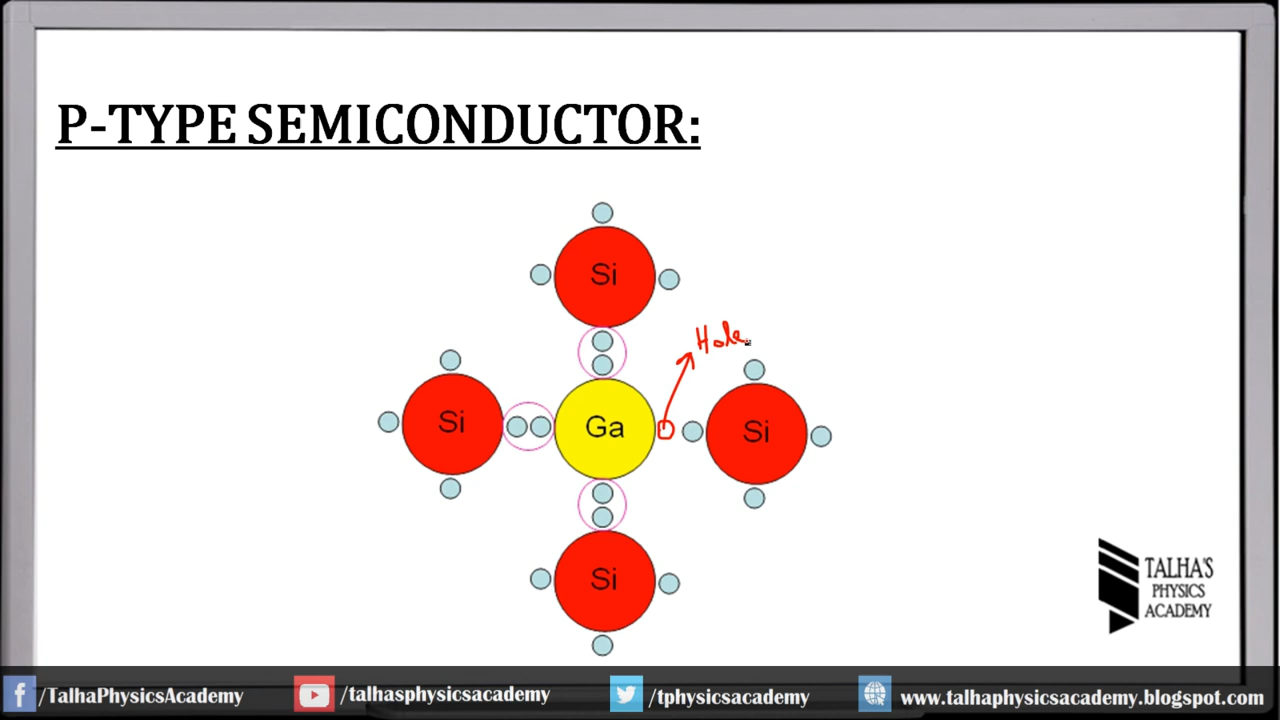 P-TYPE SEMICONDUCTOR:
Si
Hole
Si
Ga
Si
Si
TALHA'S
PHYSICS
ACADEMY
/TalhaPhysicsAcademy
/talhasphysicsacademy
/tphysicsacademy
www.talhaphysicsacademy.blogspot.com